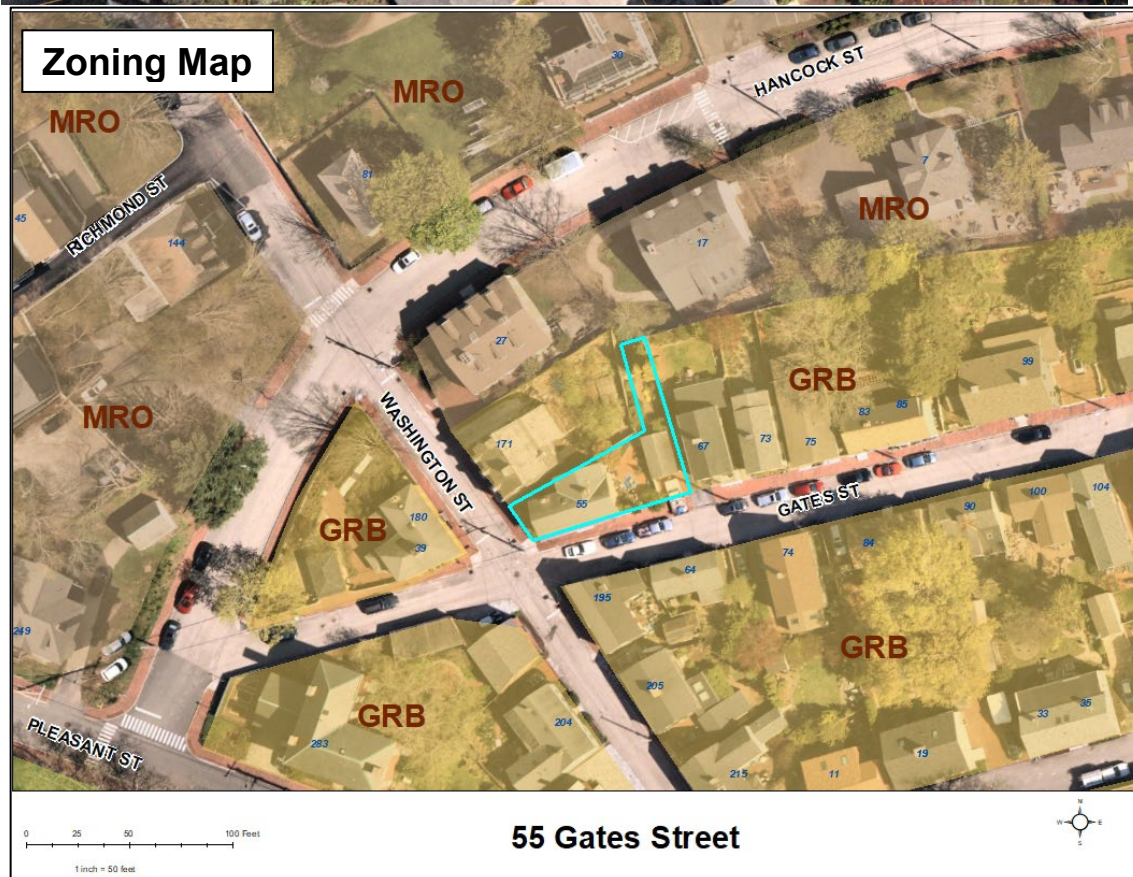 Zoning Map
30
HANCOCK ST
MRO
MRO
81
7
45
RICHMOND ST
MRO
144
17
27
99
GRB
MRO
WASHINGTON ST
83
85
171
67
73
75
55
GATES ST
104
100
90
GRB
180
39
74
84
64
195
249
GRB
205
GRB
33
35
204
PLEASANT ST
283
19
215
11
0
25
50
100 Feet
1 inch = 50 feet
55 Gates Street
N
W
E
S